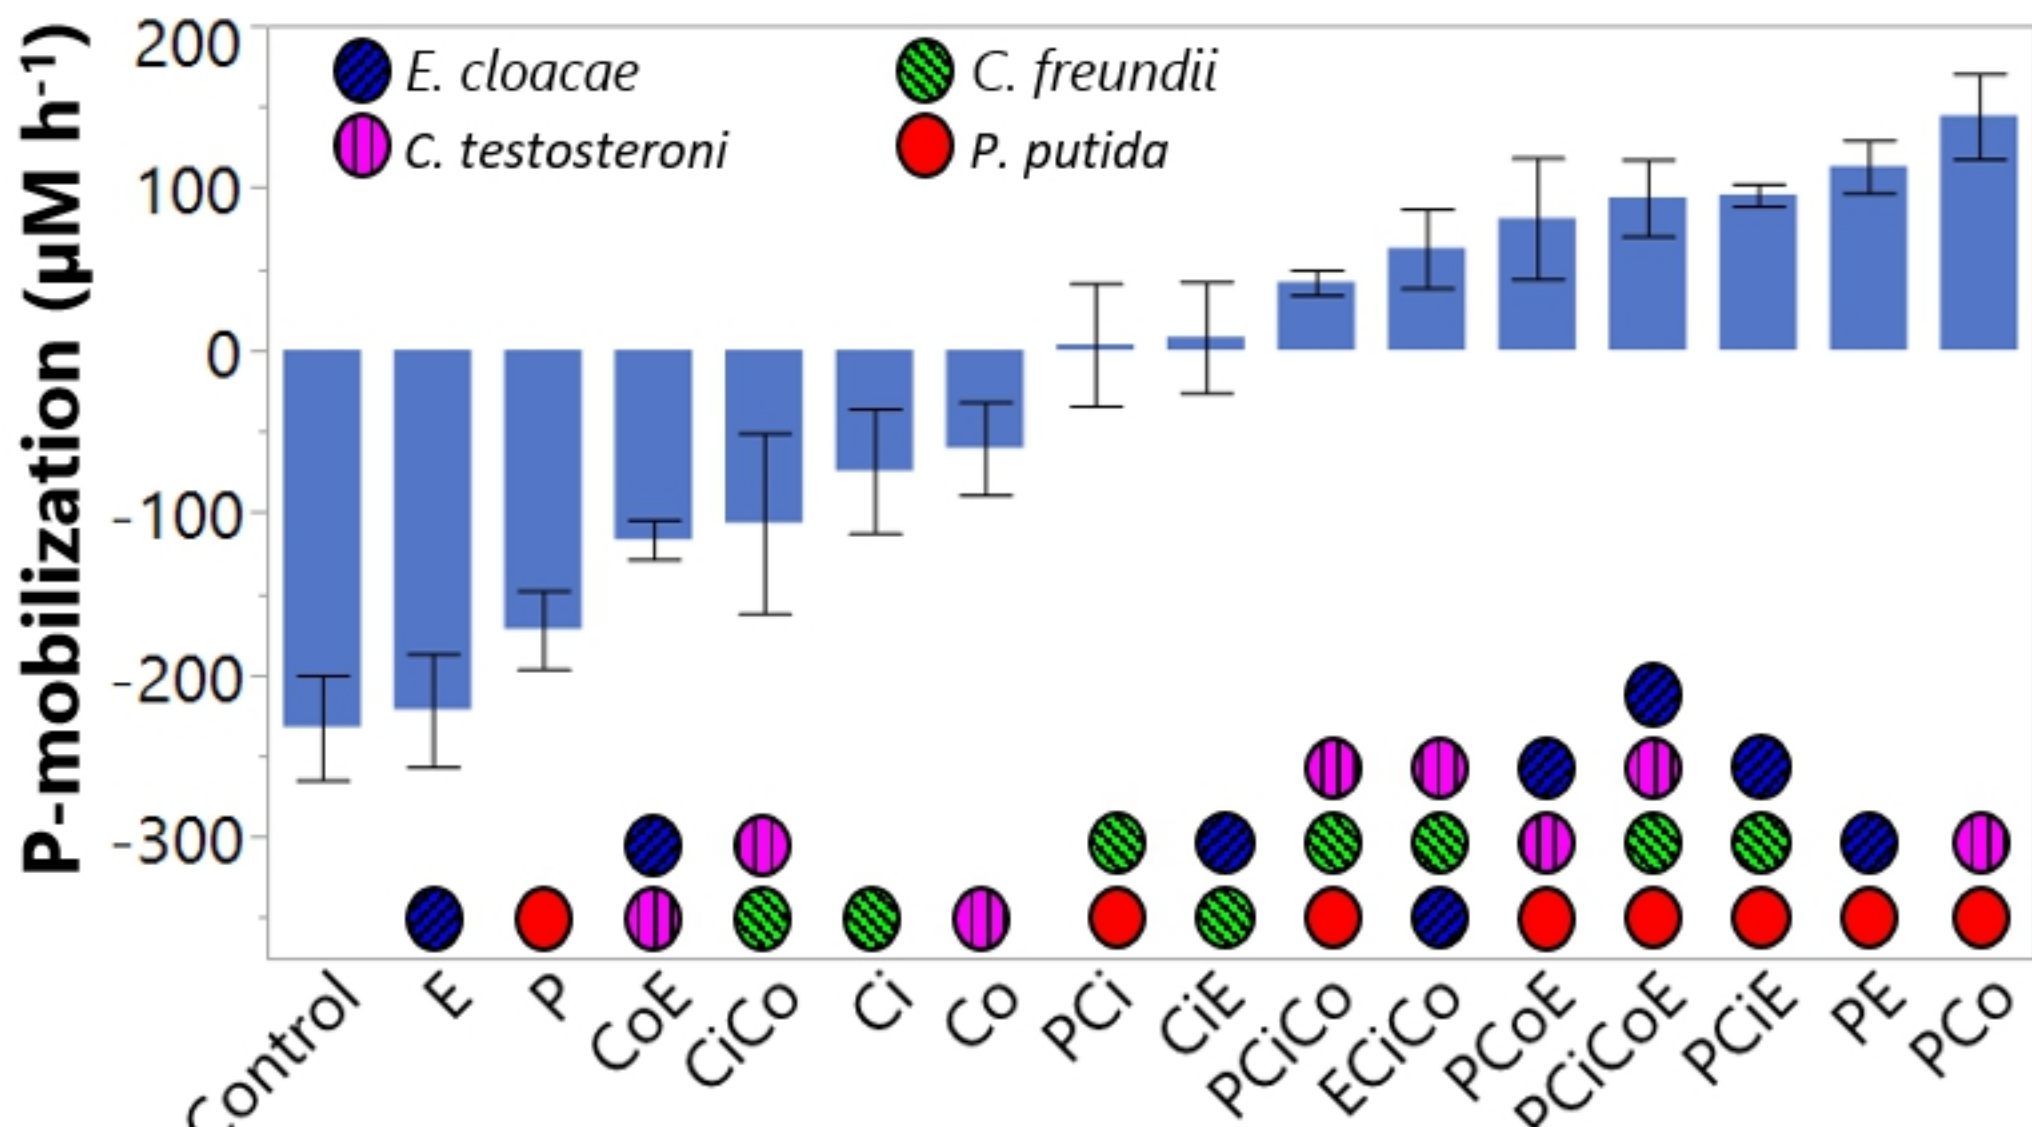 P-mobilization (µM h⁻¹)
200
100
0
-100
-200
-300
E. cloacae
C. freundii
C. testosteroni
P. putida
Control
E
P
CoE
CiCo
Ci
Co
PCi
CiE
PCiCo
ECiCo
PCoE
PCiCoE
PCiE
PE
PCo